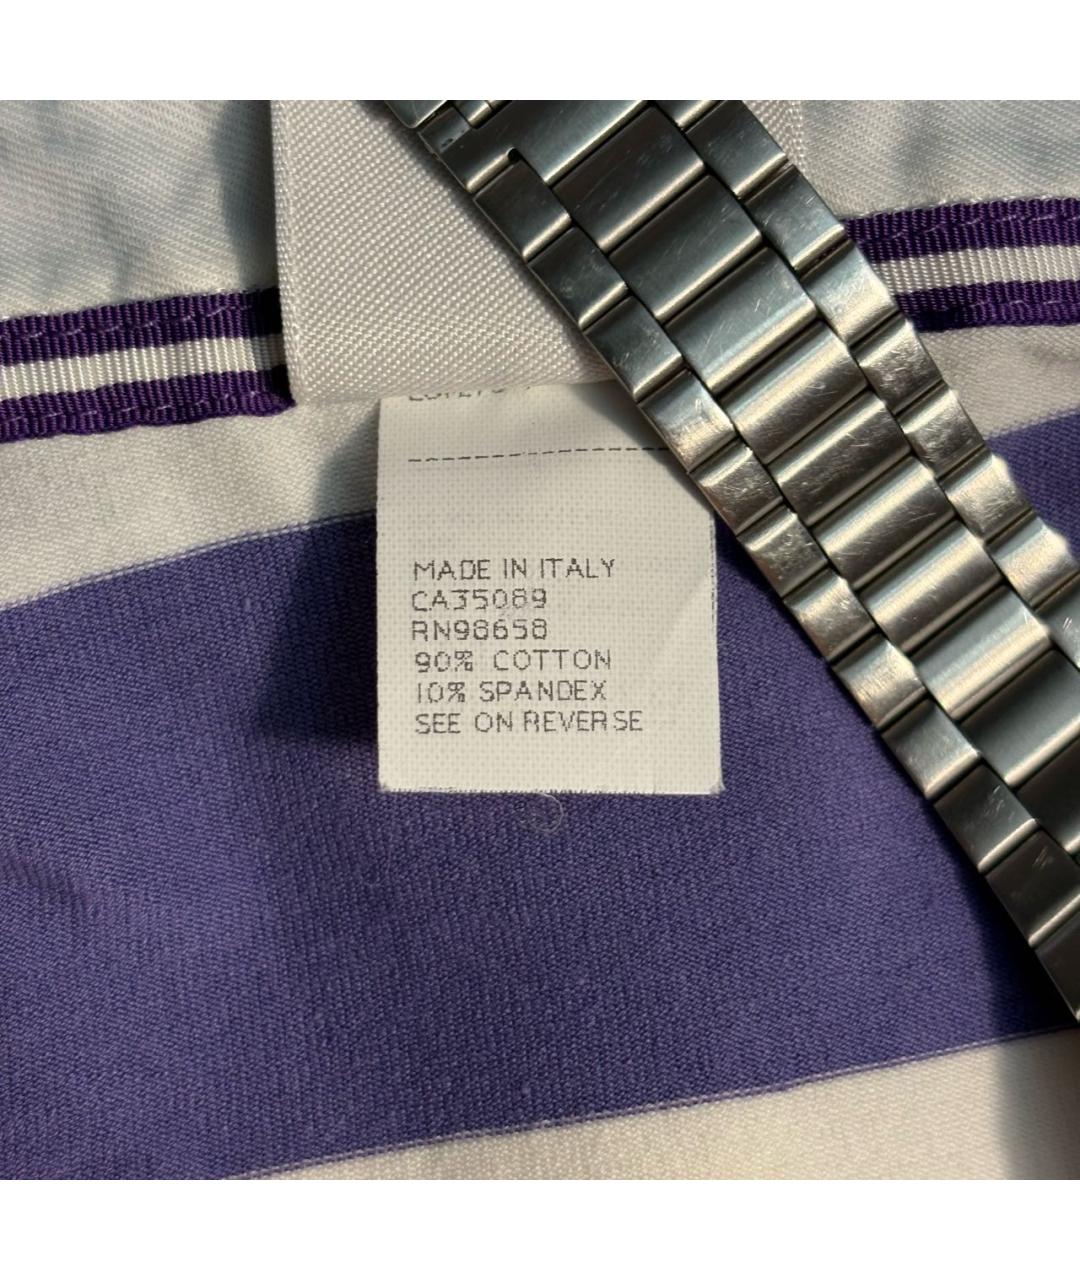 MADE IN ITALY
CA35089
RN98658
90% COTTON
10% SPANDEX
SEE ON REVERSE